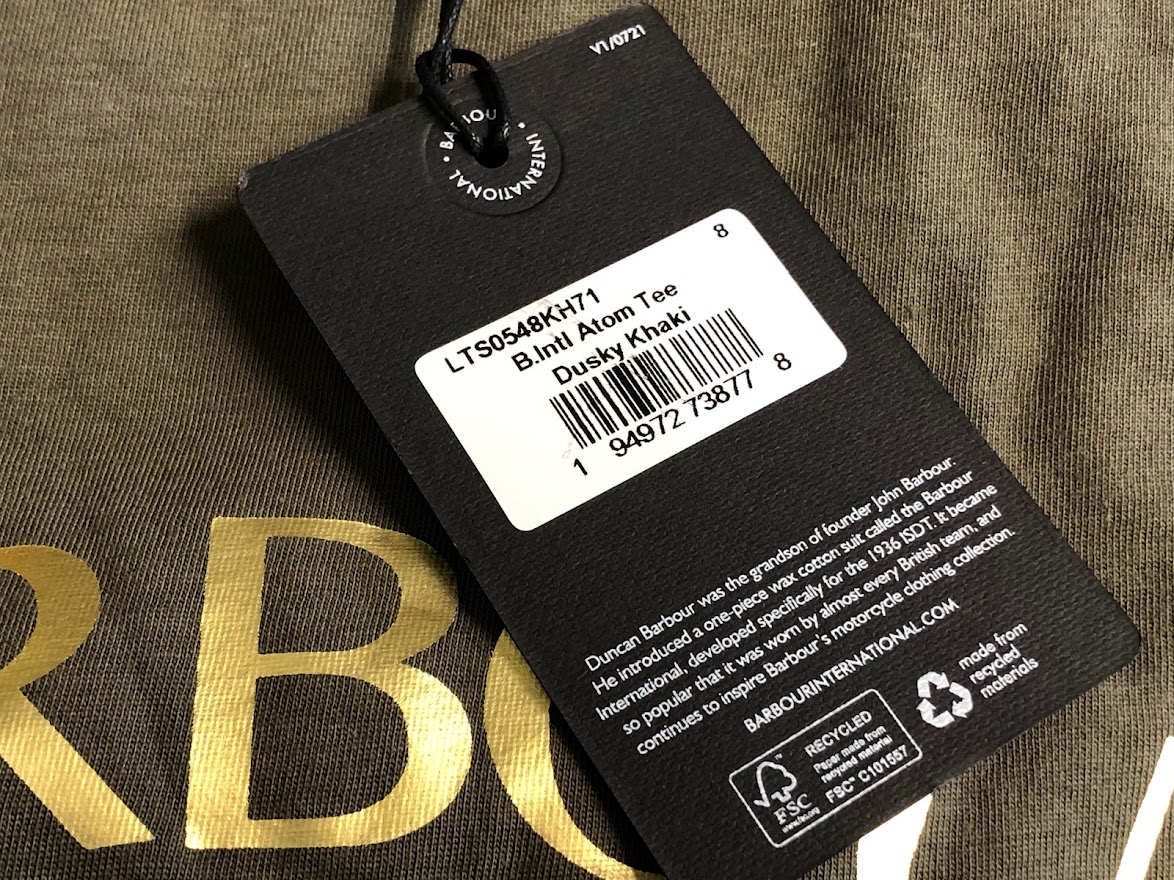 V1/0721
BARBOU
INTERNATIONAL
8
LTS0548KH71
B.Intl Atom Tee
Dusky Khaki
1 94972 73877 8
Duncan Barbour was the grandson of founder John Barbour.
He introduced a one-piece wax cotton suit called the Barbour
International, developed specifically for the 1936 ISDT. It became
so popular that it was worn by almost every British team, and
continues to inspire Barbour's motorcycle clothing collection.
BARBOURINTERNATIONAL.COM
made from
recycled
materials
RECYCLED
Paper made from
recycled material
FSC™ C101557
FSC
www.fsc.org
RBO